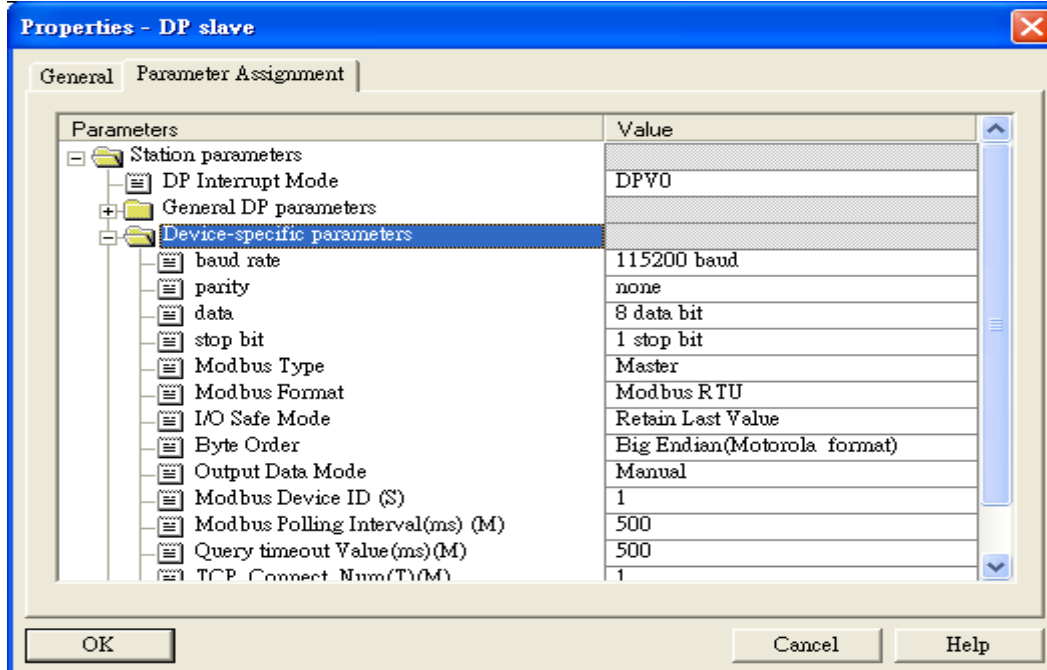 Properties - DP slave
General Parameter Assignment
Parameters Value
Station parameters
DP Interrupt Mode DPV0
General DP parameters
Device-specific parameters
baud rate 115200 baud
parity none
data 8 data bit
stop bit 1 stop bit
Modbus Type Master
Modbus Format Modbus RTU
I/O Safe Mode Retain Last Value
Byte Order Big Endian(Motorola format)
Output Data Mode Manual
Modbus Device ID (S) 1
Modbus Polling Interval(ms) (M) 500
Query timeout Value(ms)(M) 500
TCP Connect Num(T)(M) 1
OK Cancel Help